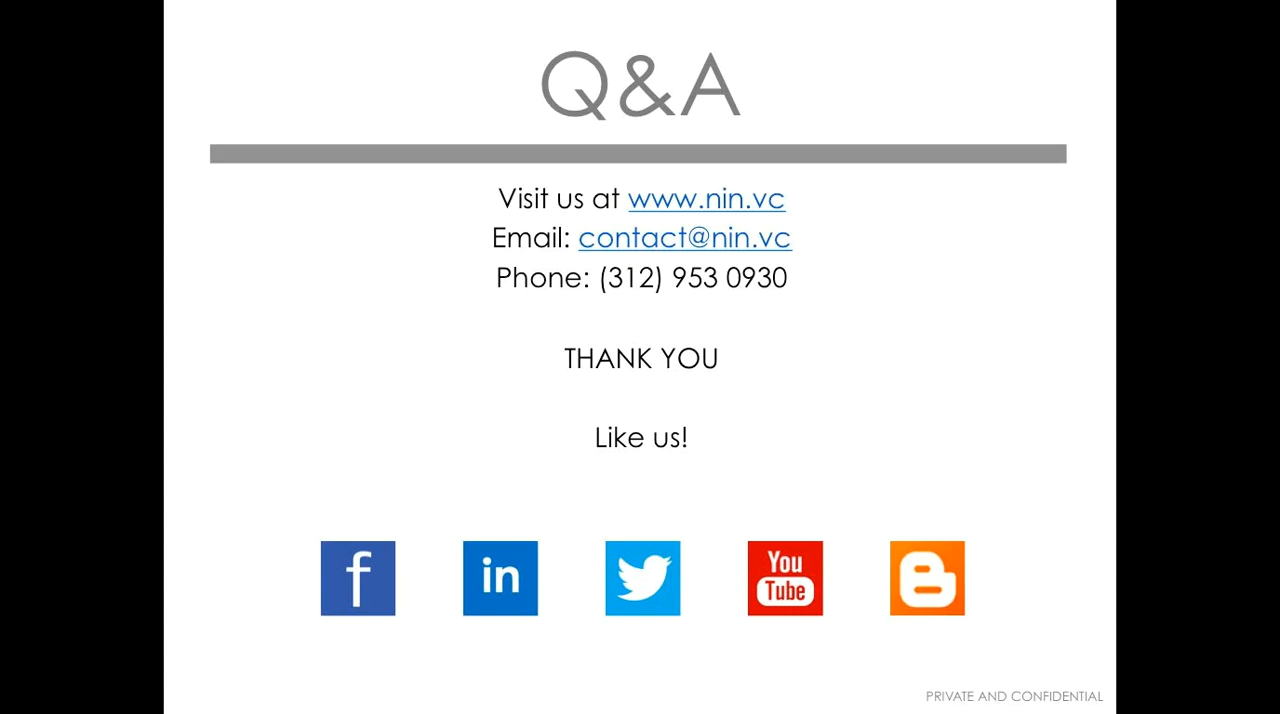 Q&A
Visit us at www.nin.vc
Email: contact@nin.vc
Phone: (312) 953 0930
THANK YOU
Like us!
f
in
You
Tube
B
PRIVATE AND CONFIDENTIAL